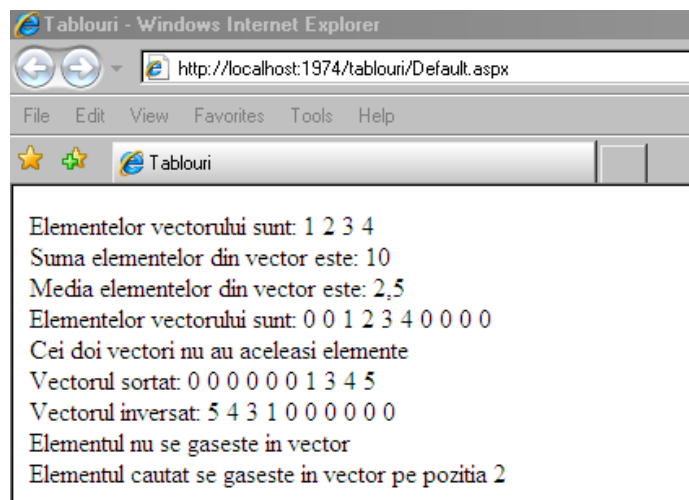 Tablouri - Windows Internet Explorer
http://localhost:1974/tablouri/Default.aspx
File Edit View Favorites Tools Help
Tablouri
Elementelor vectorului sunt: 1 2 3 4
Suma elementelor din vector este: 10
Media elementelor din vector este: 2,5
Elementelor vectorului sunt: 0 0 1 2 3 4 0 0 0 0
Cei doi vectori nu au aceleasi elemente
Vectorul sortat: 0 0 0 0 0 0 1 3 4 5
Vectorul inversat: 5 4 3 1 0 0 0 0 0 0
Elementul nu se gaseste in vector
Elementul cautat se gaseste in vector pe pozitia 2